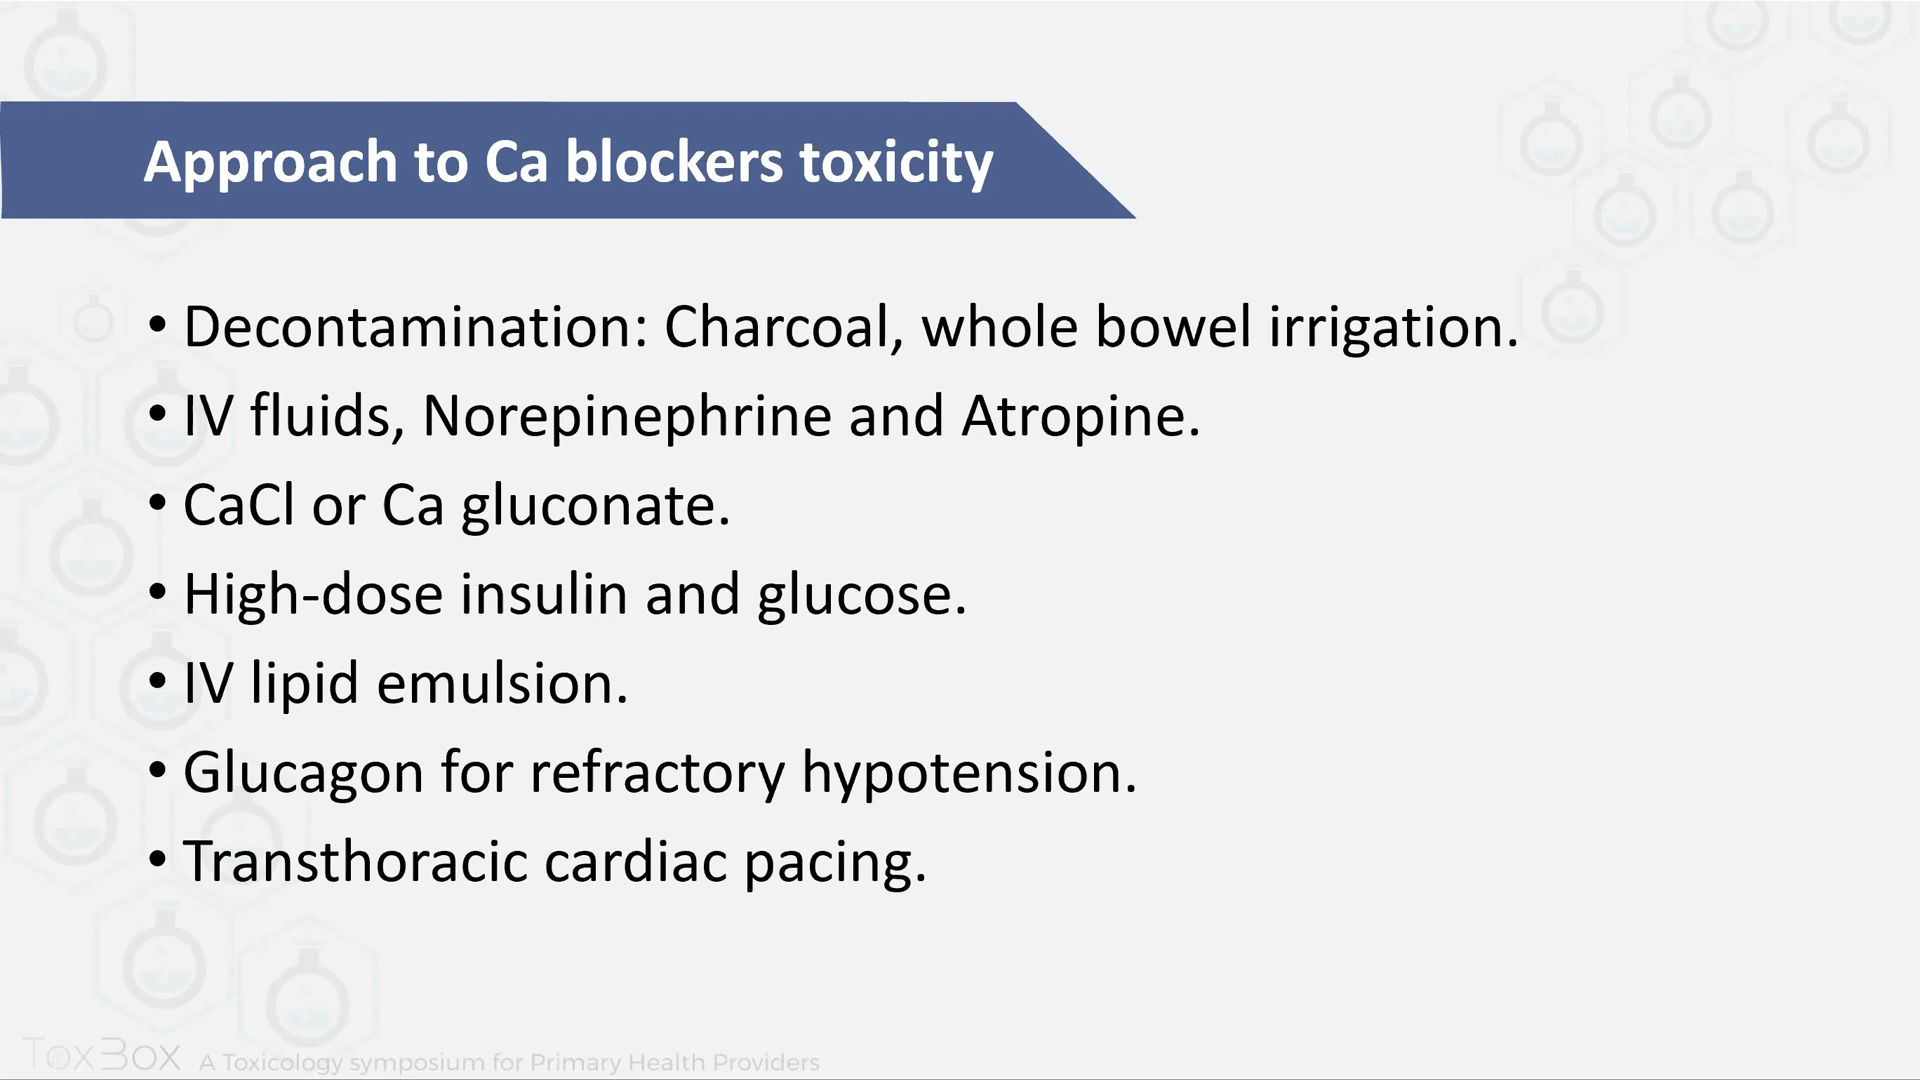 Approach to Ca blockers toxicity
• Decontamination: Charcoal, whole bowel irrigation.
• IV fluids, Norepinephrine and Atropine.
• CaCl or Ca gluconate.
• High-dose insulin and glucose.
• IV lipid emulsion.
• Glucagon for refractory hypotension.
• Transthoracic cardiac pacing.
ToxBox A Toxicology symposium for Primary Health Providers